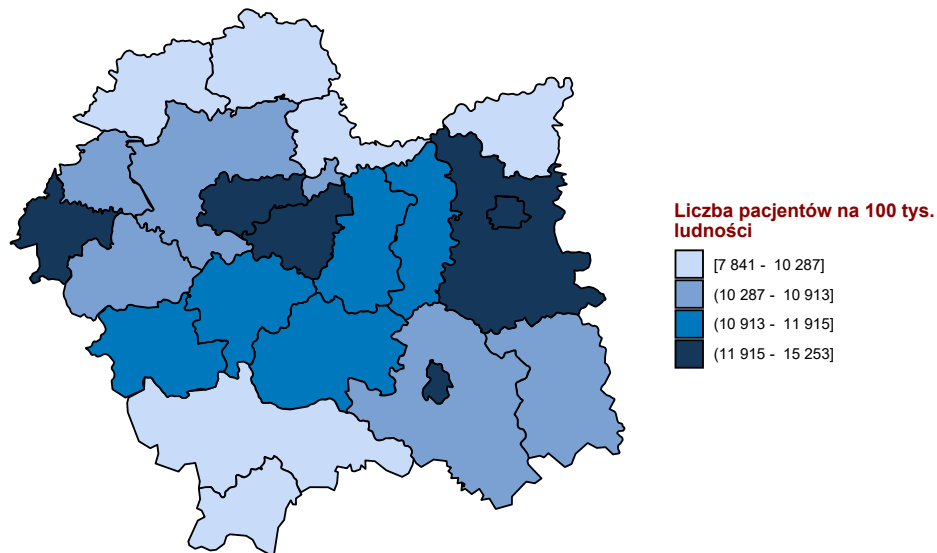 Liczba pacjentów na 100 tys.
ludności
[7 841 - 10 287]
(10 287 - 10 913]
(10 913 - 11 915]
(11 915 - 15 253]